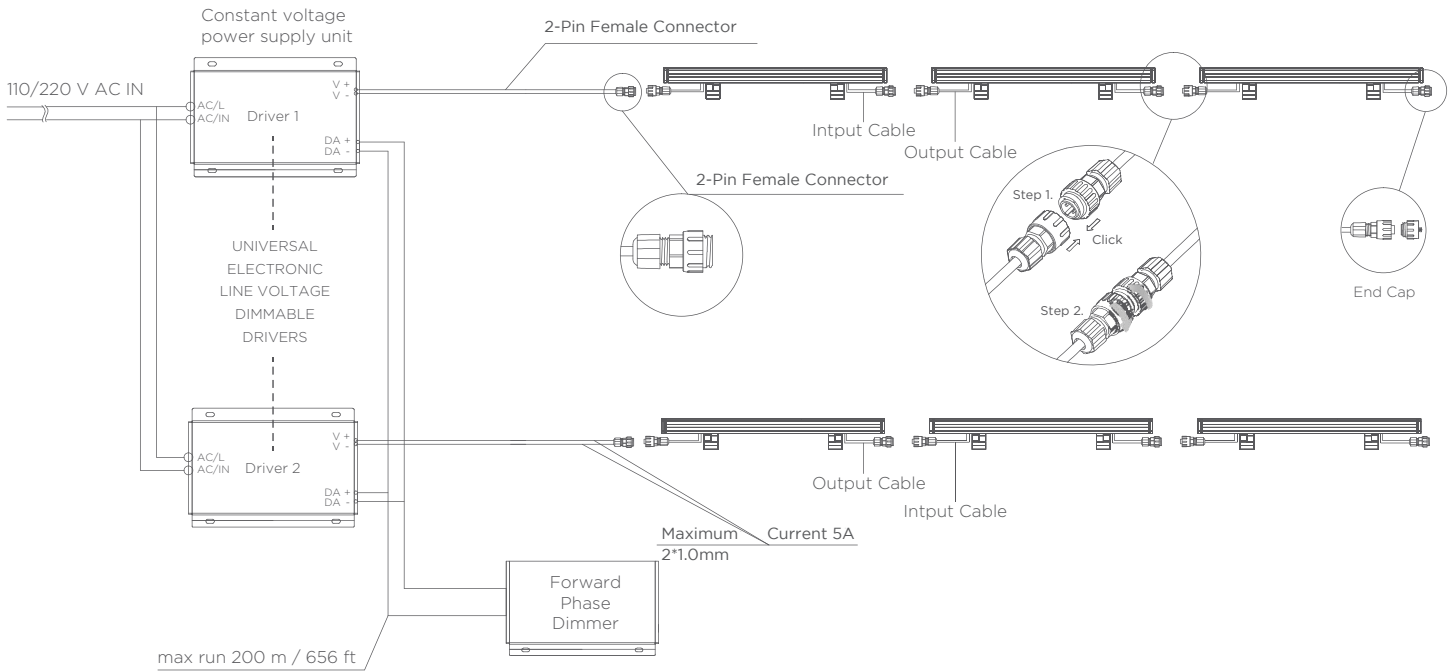 Constant voltage
power supply unit
2-Pin Female Connector
110/220 V AC IN
V +
V -
AC/L
AC/IN
Driver 1
DA +
DA -
Intput Cable
Output Cable
2-Pin Female Connector
Step 1.
Click
Step 2.
End Cap
UNIVERSAL
ELECTRONIC
LINE VOLTAGE
DIMMABLE
DRIVERS
V +
V -
AC/L
AC/IN
Driver 2
DA +
DA -
Output Cable
Intput Cable
Maximum Current 5A
2*1.0mm
Forward
Phase
Dimmer
max run 200 m / 656 ft